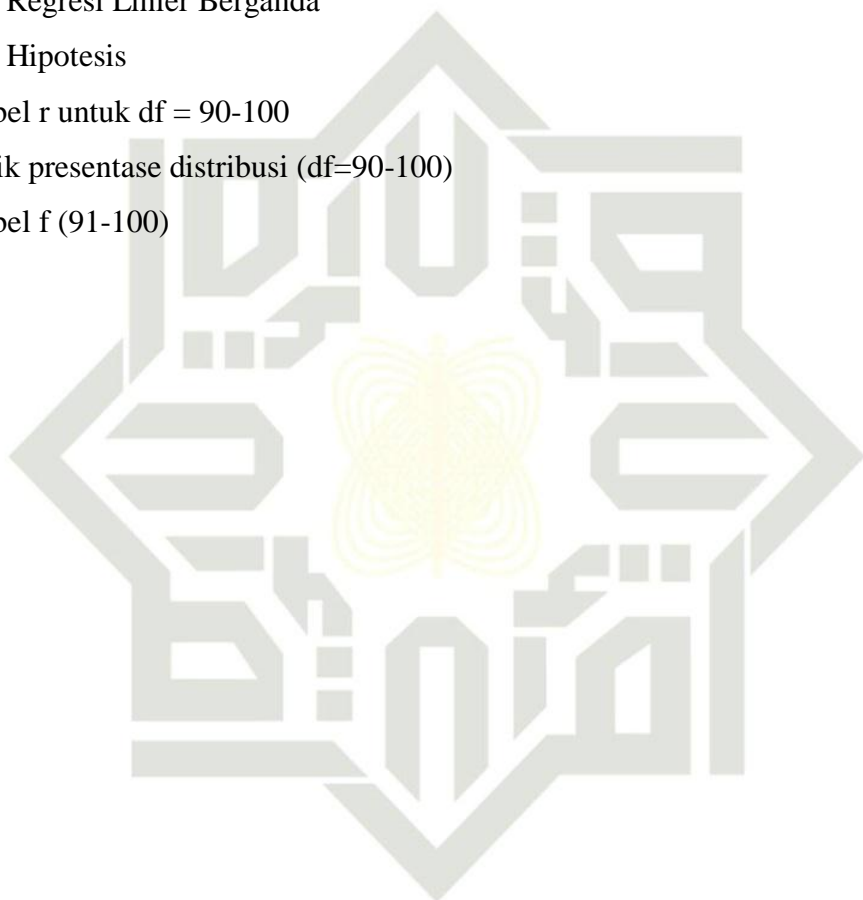 Regresi Linier Berganda
Hipotesis
bel r untuk df = 90-100
ik presentase distribusi (df=90-100)
bel f (91-100)